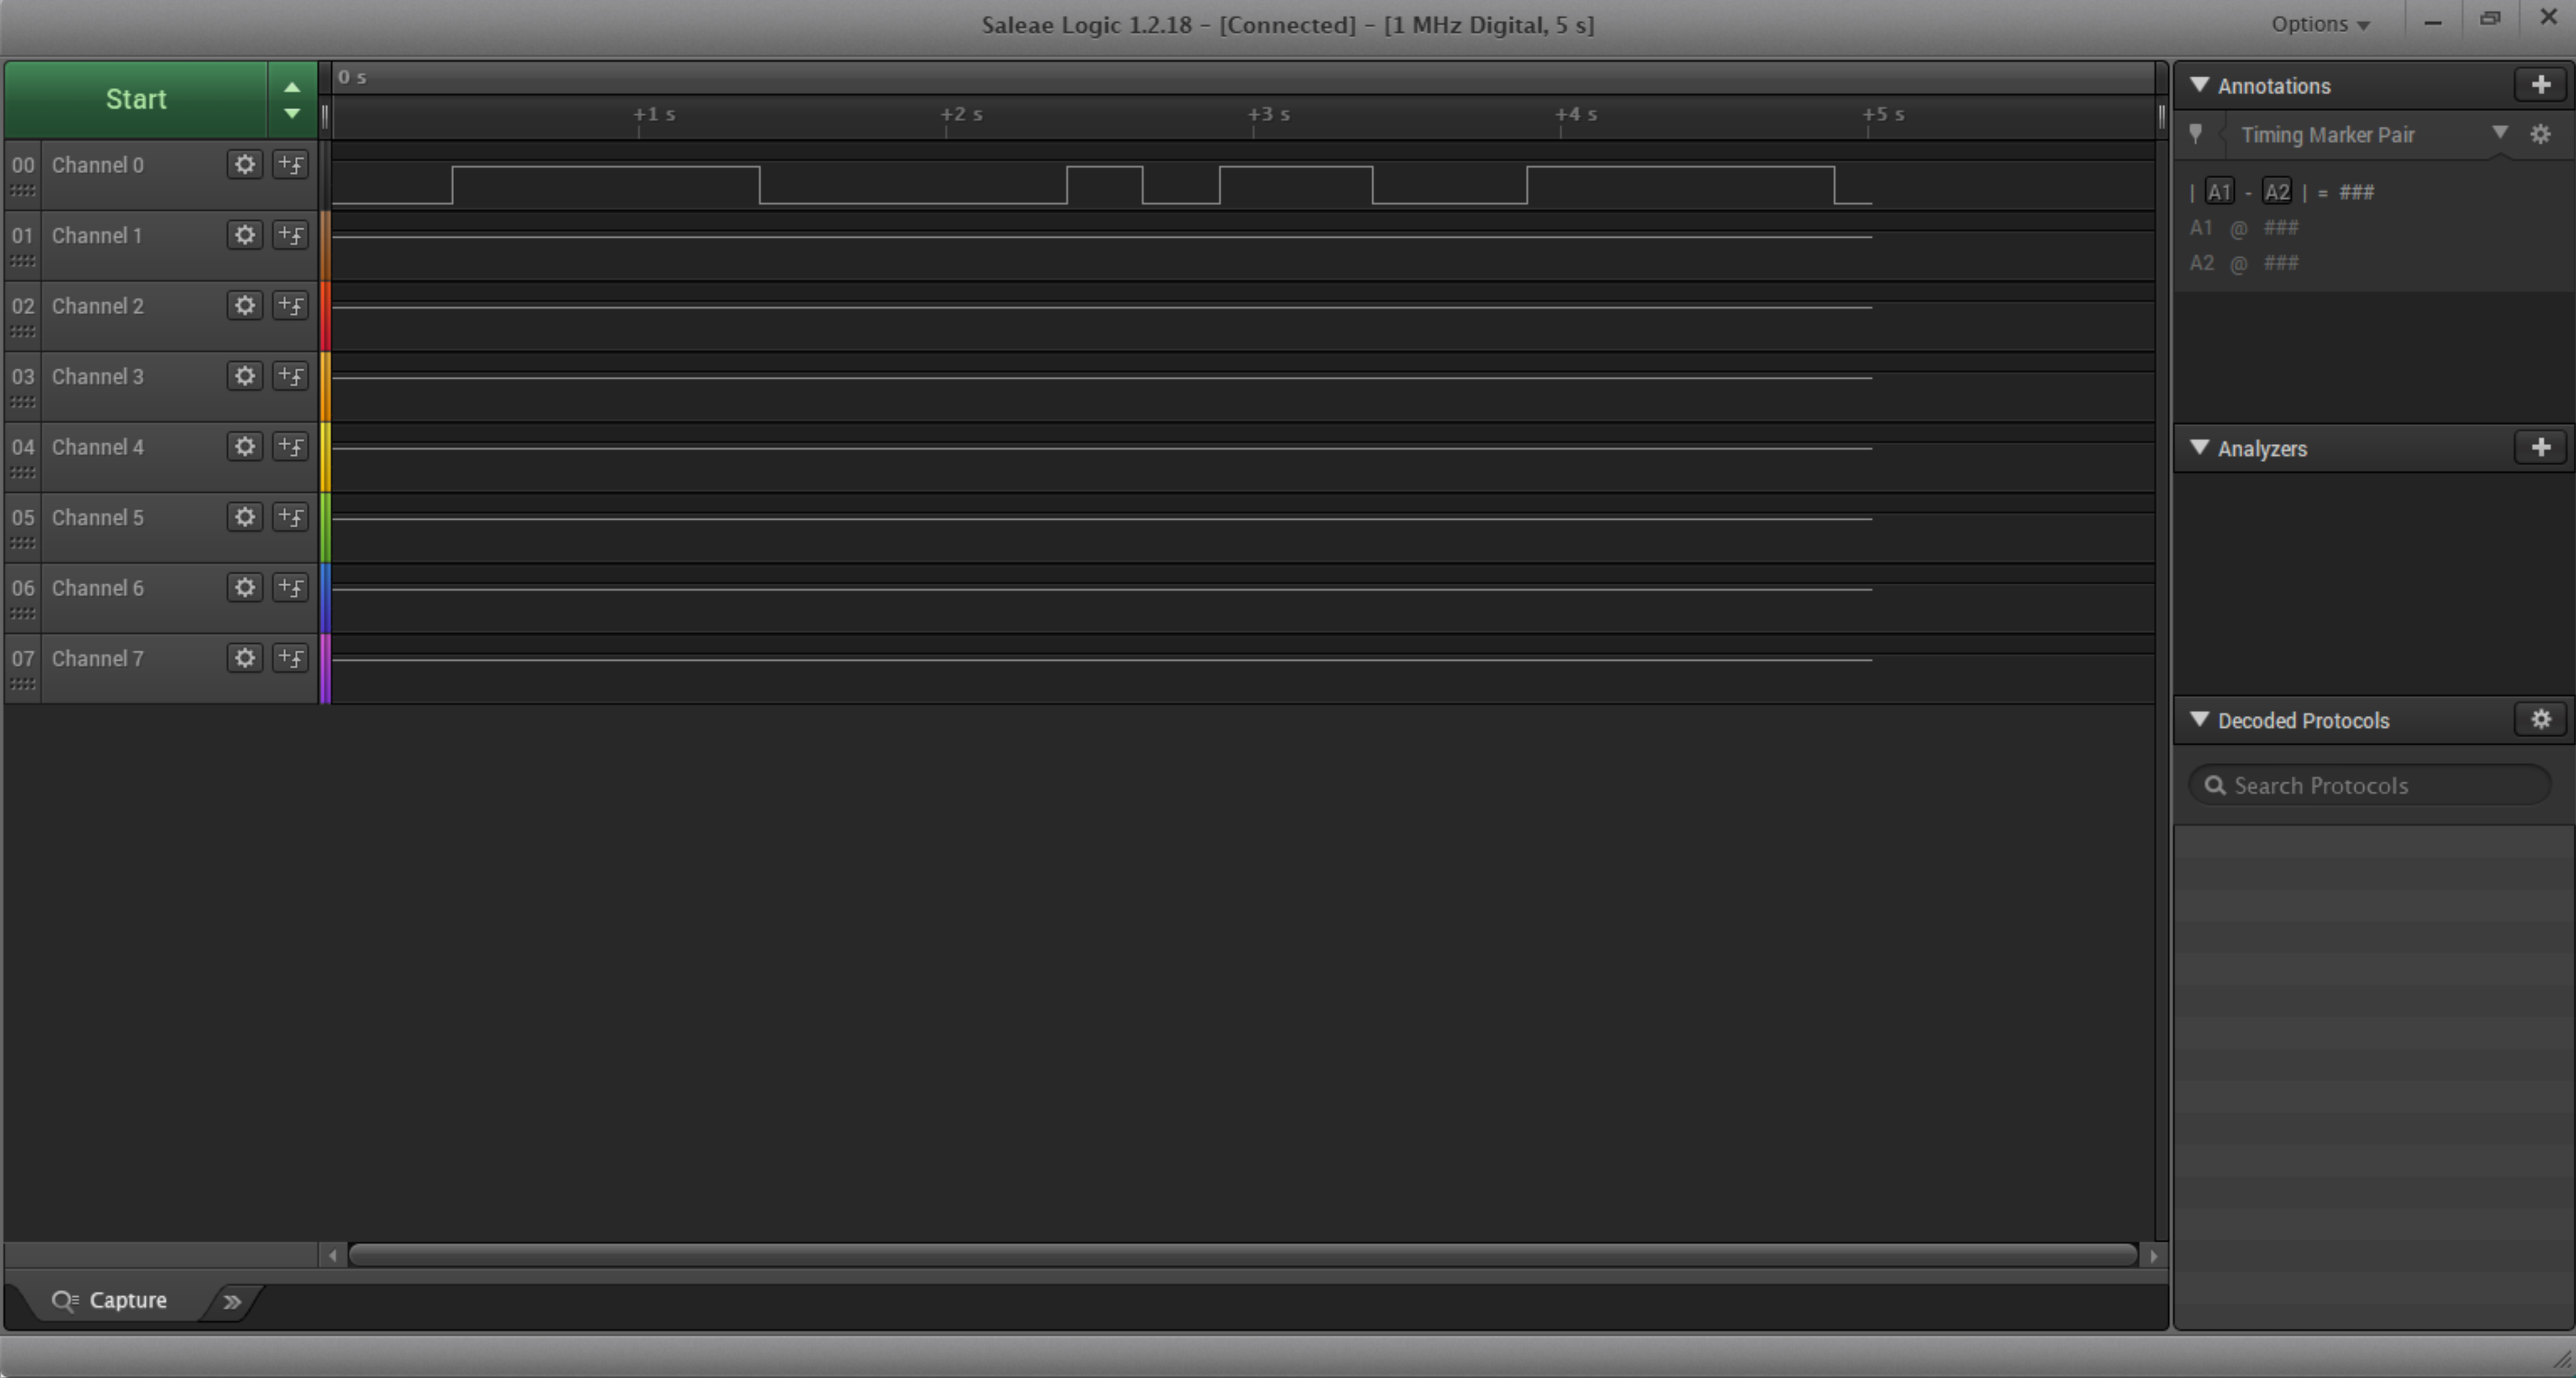 Saleae Logic 1.2.18 - [Connected] - [1 MHz Digital, 5 s]
Options
Start
0 s
+1 s +2 s +3 s +4 s +5 s
00 Channel 0
01 Channel 1
02 Channel 2
03 Channel 3
04 Channel 4
05 Channel 5
06 Channel 6
07 Channel 7
Capture
Annotations
Timing Marker Pair
| A1 - A2 | = ###
A1 @ ###
A2 @ ###
Analyzers
Decoded Protocols
Search Protocols